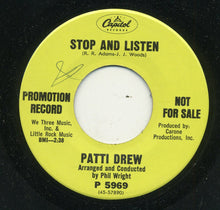 Capitol
RECORDS
STOP AND LISTEN
(R. R. Adams-J. J. Woods)
PROMOTION
RECORD
NOT
FOR SALE
We Three Music,
Inc. &
Little Rock Music
BMI-2:38
Produced by:
Carone
Productions Inc.
PATTI DREW
Arranged and Conducted
by Phil Wright
P 5969
(45-57890)